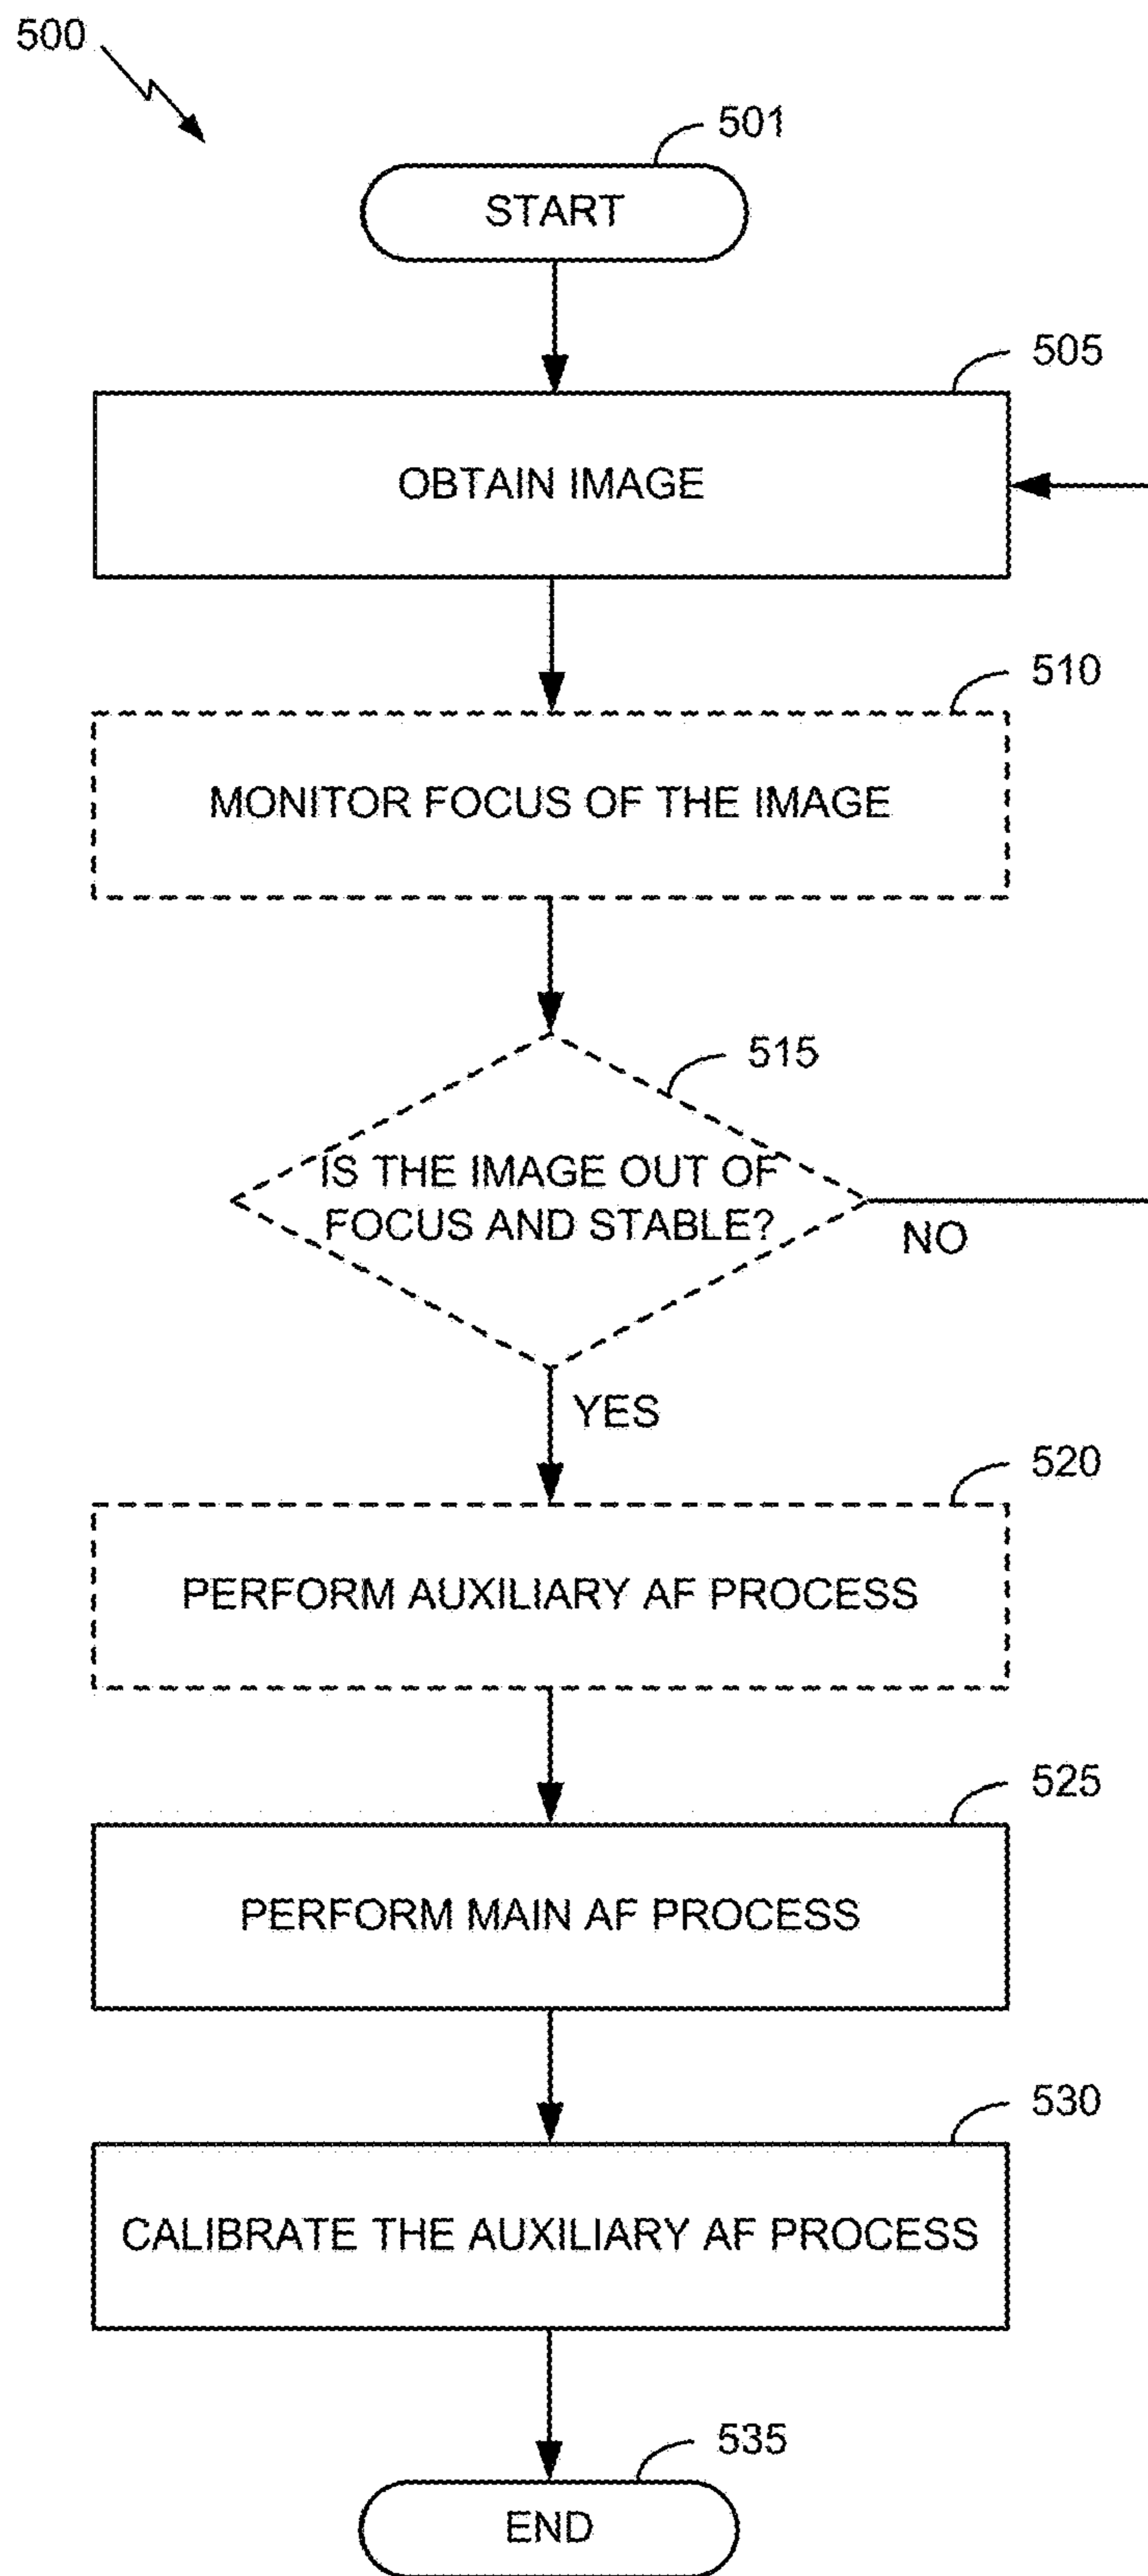 500
501
START
505
OBTAIN IMAGE
510
MONITOR FOCUS OF THE IMAGE
515
IS THE IMAGE OUT OF
FOCUS AND STABLE?
NO
YES
520
PERFORM AUXILIARY AF PROCESS
525
PERFORM MAIN AF PROCESS
530
CALIBRATE THE AUXILIARY AF PROCESS
535
END